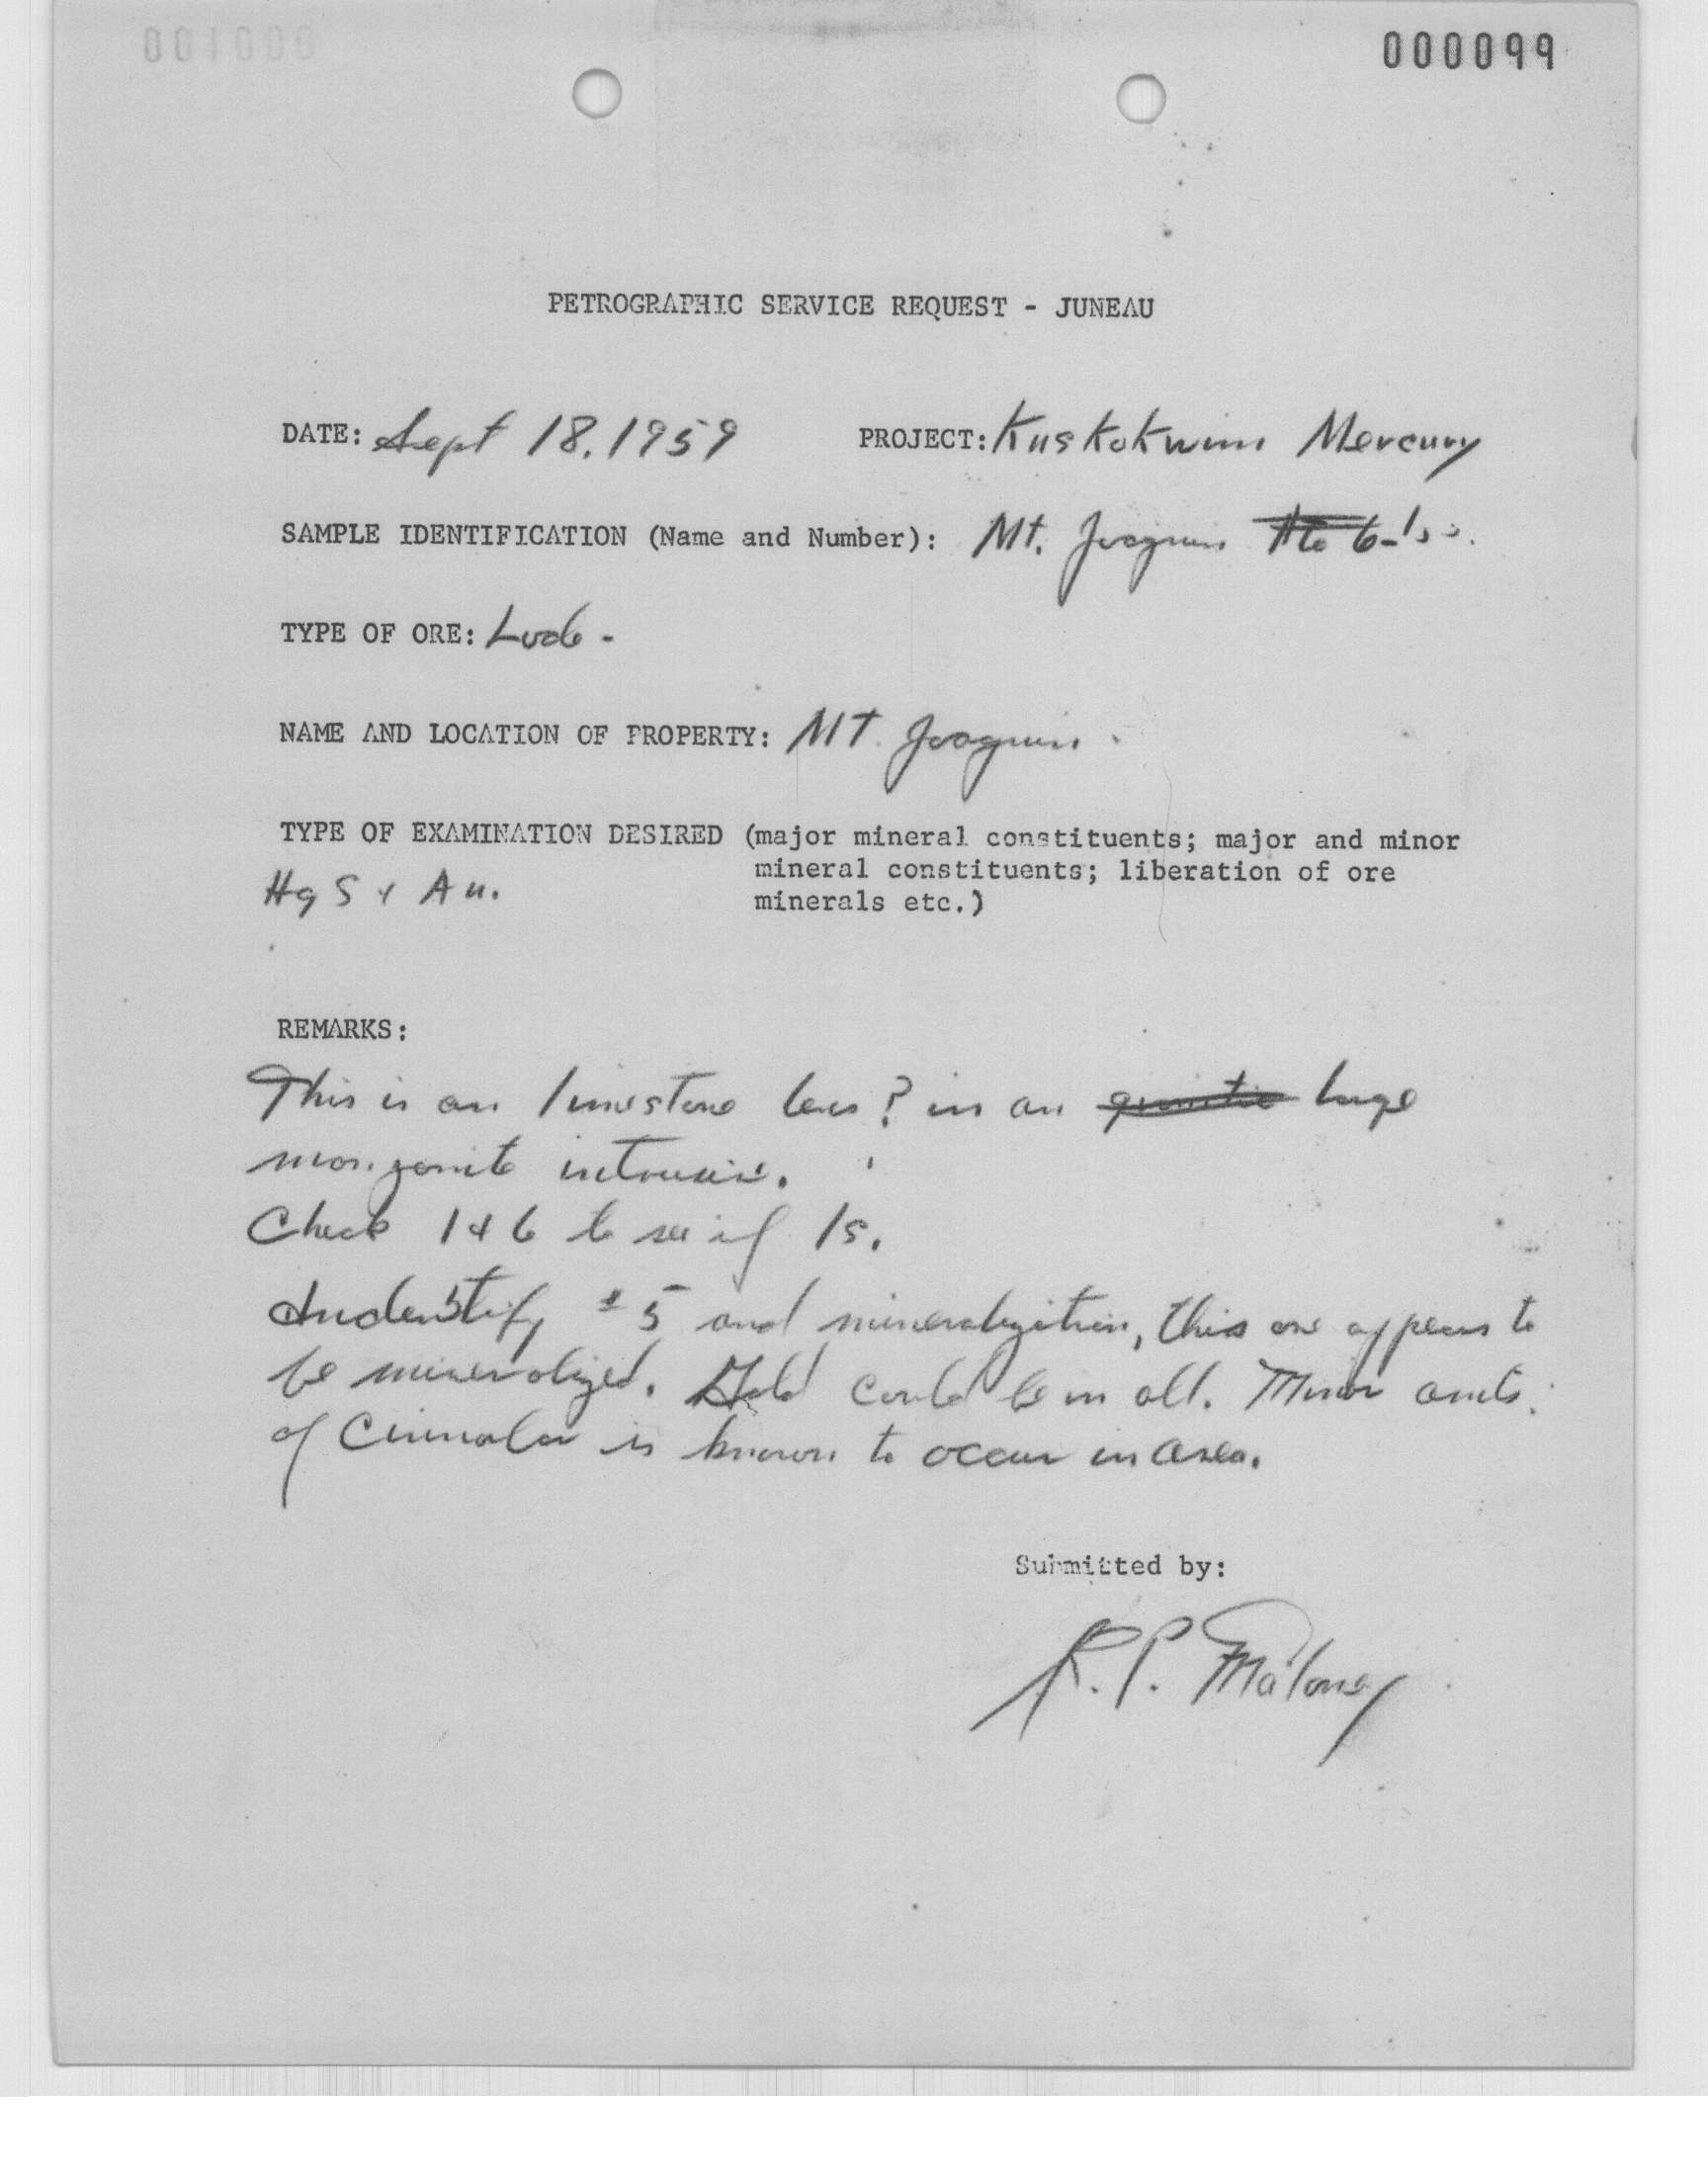 000099
PETROGRAPHIC SERVICE REQUEST - JUNEAU
DATE: Sept 18, 1959 PROJECT: Kuskokwim Mercury
SAMPLE IDENTIFICATION (Name and Number): Mt. Joaquin
TYPE OF ORE: Lode -
NAME AND LOCATION OF PROPERTY: MT. Joaquin.
TYPE OF EXAMINATION DESIRED (major mineral constituents; major and minor
mineral constituents; liberation of ore
HgS & Au.
minerals etc.)
REMARKS:
This is an limestone lens? in an granitic large
monzonite intrusive.
Check 1 & 6 to see if ls.
Indentify #5 and mineralization, this one appears to
be mineralized. Gold could be in all. Minor amts.
of Cinnabar is known to occur in area.
Submitted by:
R.P. Maloney